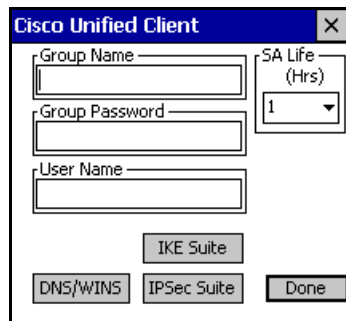 Cisco Unified Client
Group Name
SA Life
(Hrs)
1
Group Password
User Name
IKE Suite
DNS/WINS
IPSec Suite
Done